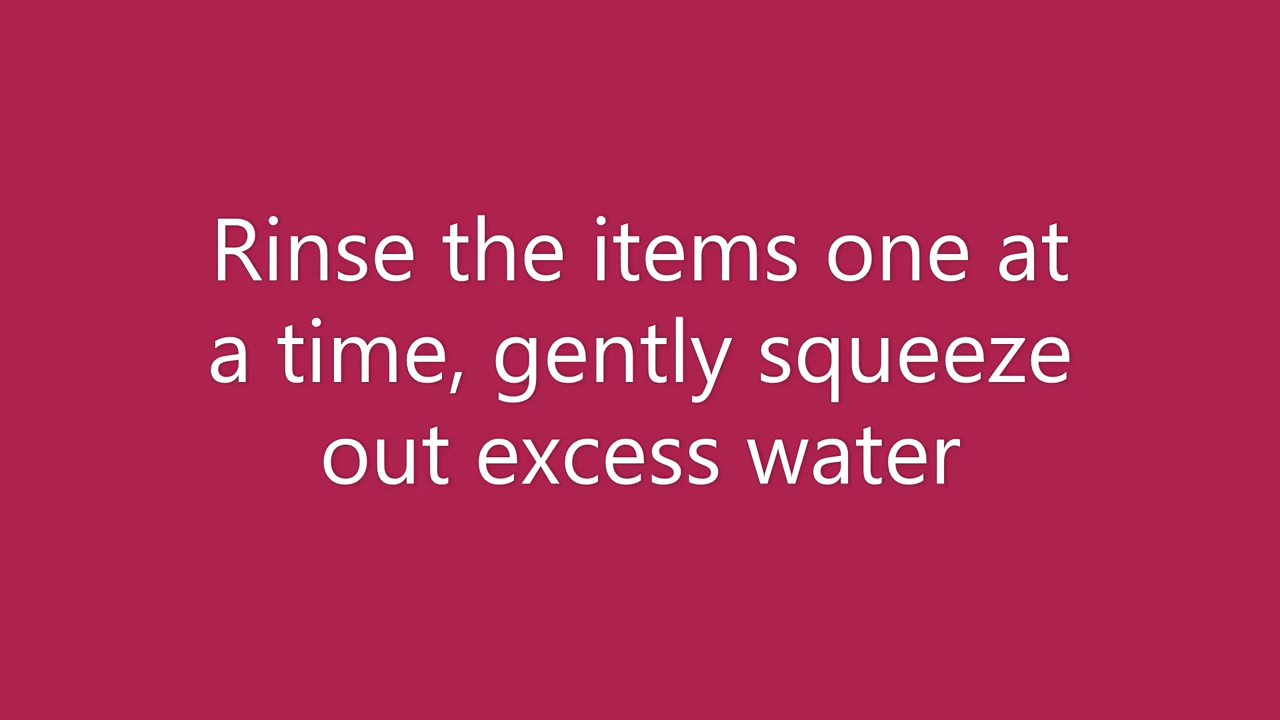 Rinse the items one at
a time, gently squeeze
out excess water